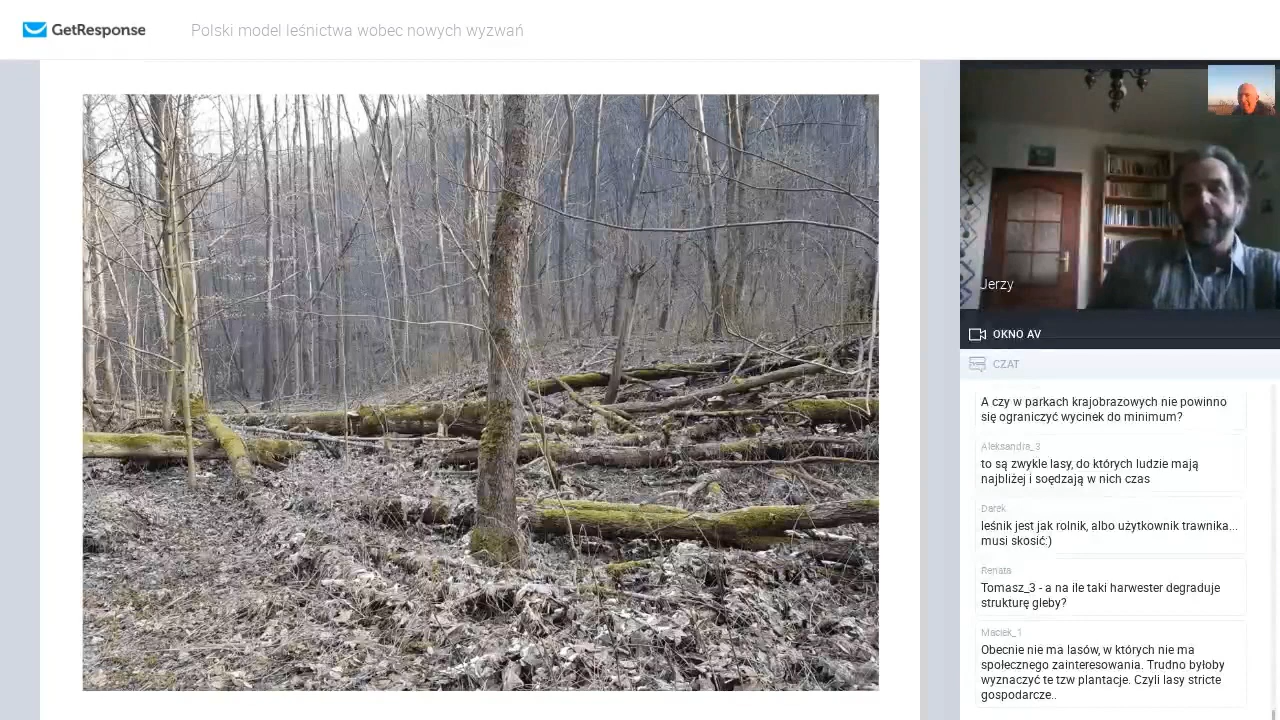 GetResponse
Polski model leśnictwa wobec nowych wyzwań
Jerzy
OKNO AV
CZAT
A czy w parkach krajobrazowych nie powinno
się ograniczyć wycinek do minimum?
Aleksandra_3
to są zwykle lasy, do których ludzie mają
najbliżej i soędzają w nich czas
Darek
leśnik jest jak rolnik, albo użytkownik trawnika...
musi skosić:)
Renata
Tomasz_3 - a na ile taki harwester degraduje
strukturę gleby?
Maciek_1
Obecnie nie ma lasów, w których nie ma
społecznego zainteresowania. Trudno byłoby
wyznaczyć te tzw plantacje. Czyli lasy stricte
gospodarcze..